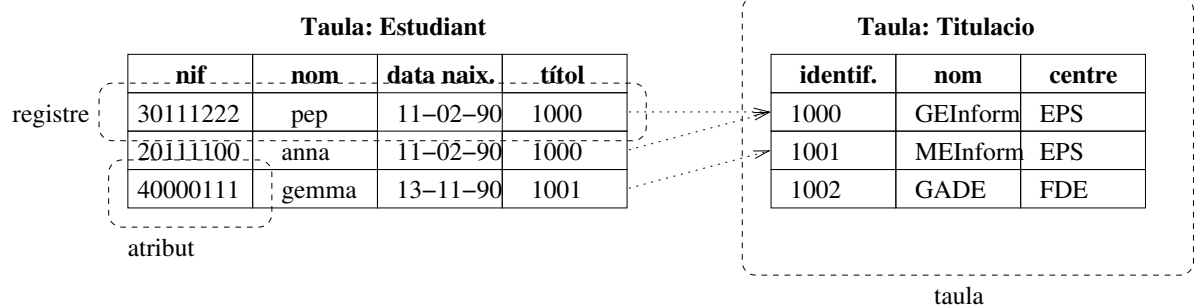 Taula: Estudiant
Taula: Titulacio
nif nom data naix. títol
identif. nom centre
registre
30111222 pep 11−02−90 1000
1000 GEInform EPS
20111100 anna 11−02−90 1000
1001 MEInform EPS
40000111 gemma 13−11−90 1001
1002 GADE FDE
atribut
taula